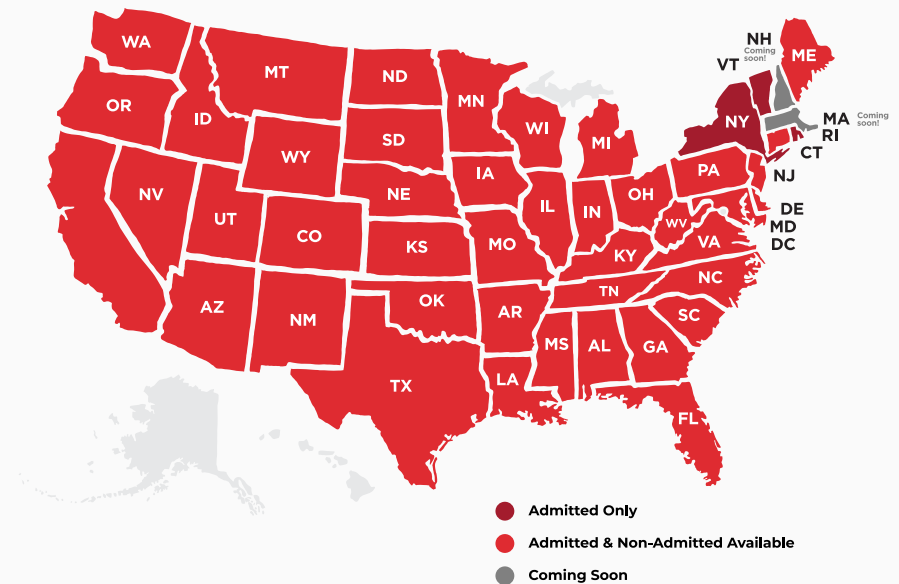 WA
MT
ND
MN
OR
ID
WY
SD
WI
MI
NH
Coming
soon!
VT
ME
NY
MA
Coming
soon!
RI
CT
NJ
PA
NV
UT
CO
NE
IA
IL
IN
OH
WV
DE
MD
DC
KS
MO
KY
VA
AZ
NM
OK
AR
TN
NC
SC
TX
LA
MS
AL
GA
FL
Admitted Only
Admitted & Non-Admitted Available
Coming Soon